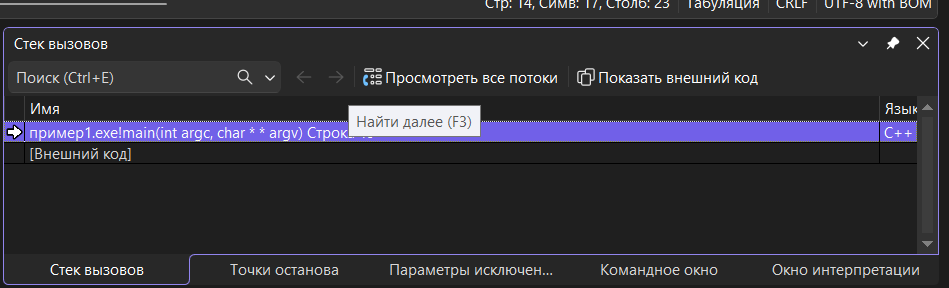 Стр: 14, Симв: 17, Столб: 23 Табуляция CRLF UTF-8 with BOM
Стек вызовов
Поиск (Ctrl+E) Просмотреть все потоки Показать внешний код
Имя Язык
Найти далее (F3)
пример1.exe!main(int argc, char * * argv) C++
[Внешний код]
Стек вызовов Точки останова Параметры исключен... Командное окно Окно интерпретации